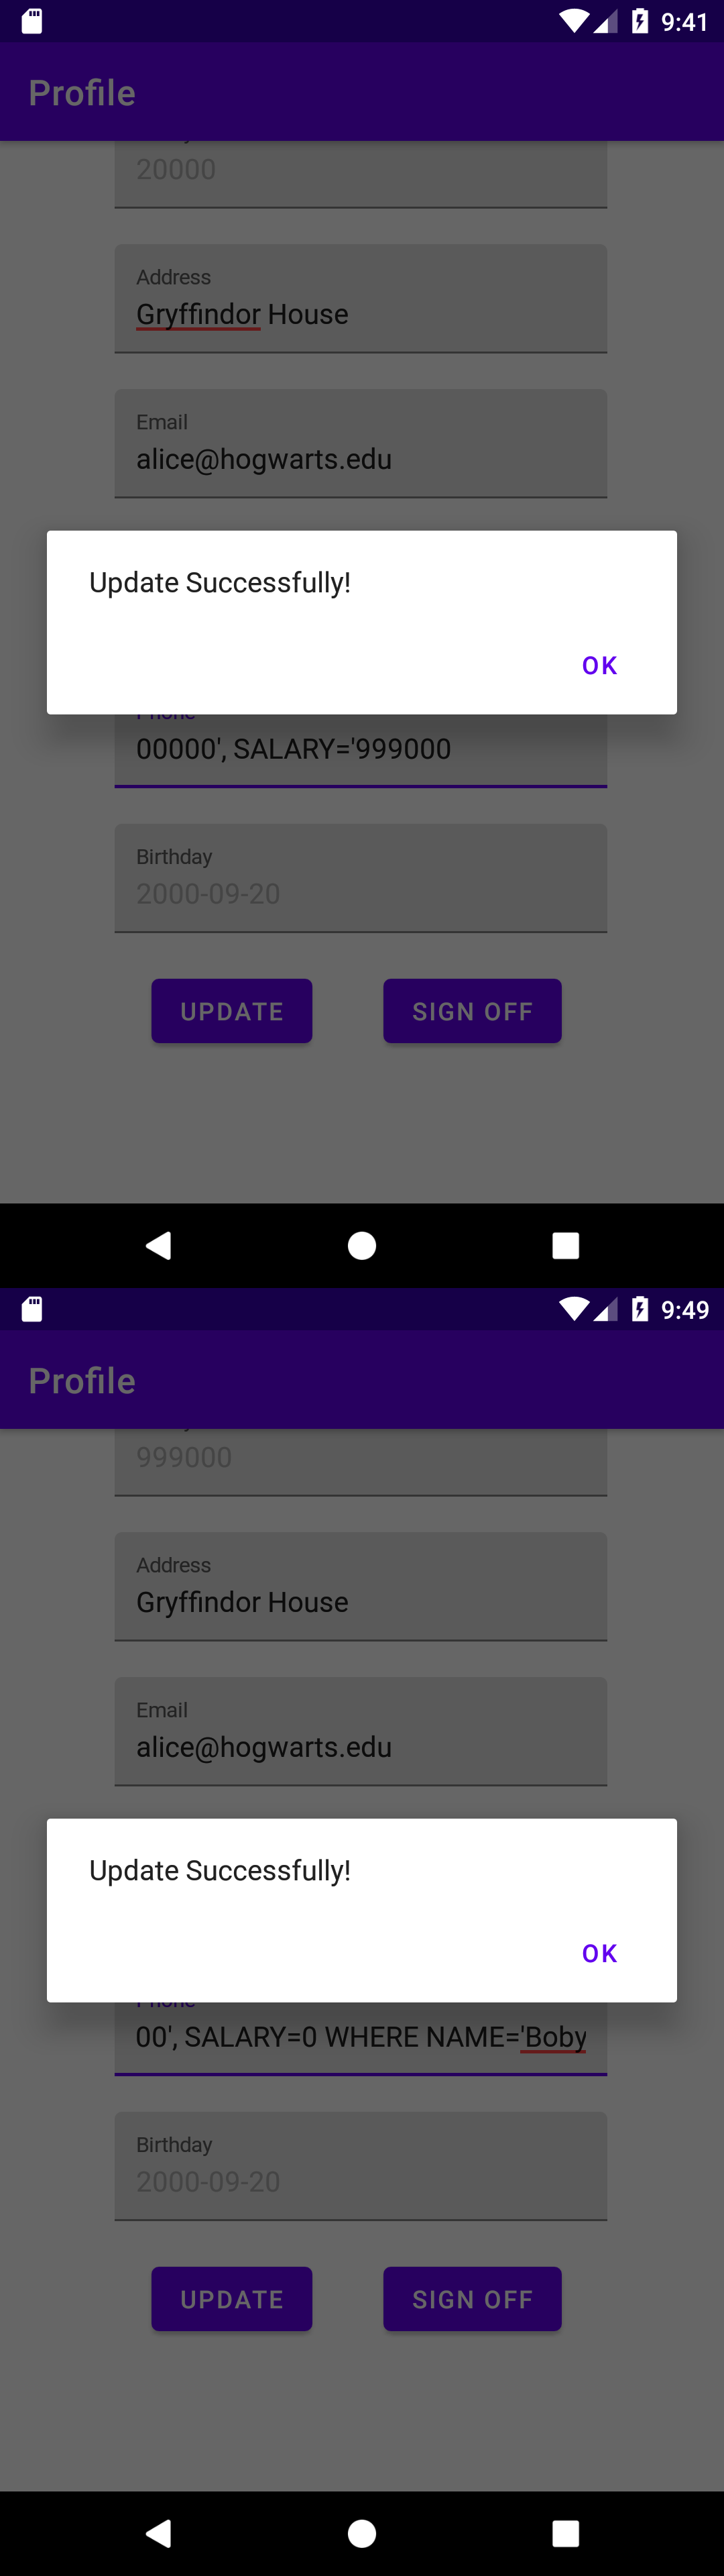 9:41
Profile
20000
Address
Gryffindor House
Email
alice@hogwarts.edu
Update Successfully!
OK
Phone
00000', SALARY='999000
Birthday
2000-09-20
UPDATE
SIGN OFF
9:49
Profile
999000
Address
Gryffindor House
Email
alice@hogwarts.edu
Update Successfully!
OK
Phone
00', SALARY=0 WHERE NAME='Boby
Birthday
2000-09-20
UPDATE
SIGN OFF